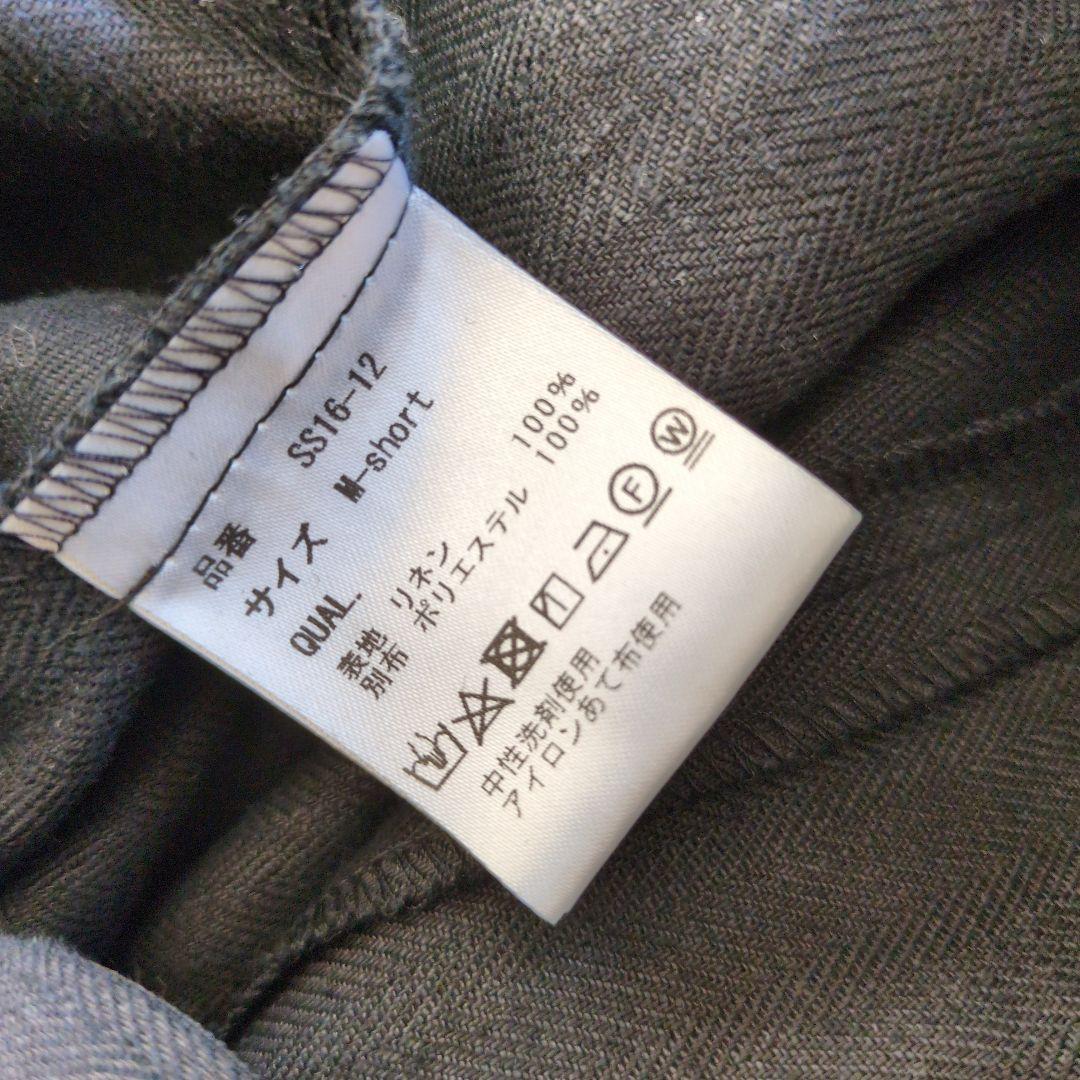 品番 SS16-12
サイズ M-short
QUAL.
表地 リネン 100%
別布 ポリエステル 100%
F W
中性洗剤使用
アイロンあて布使用